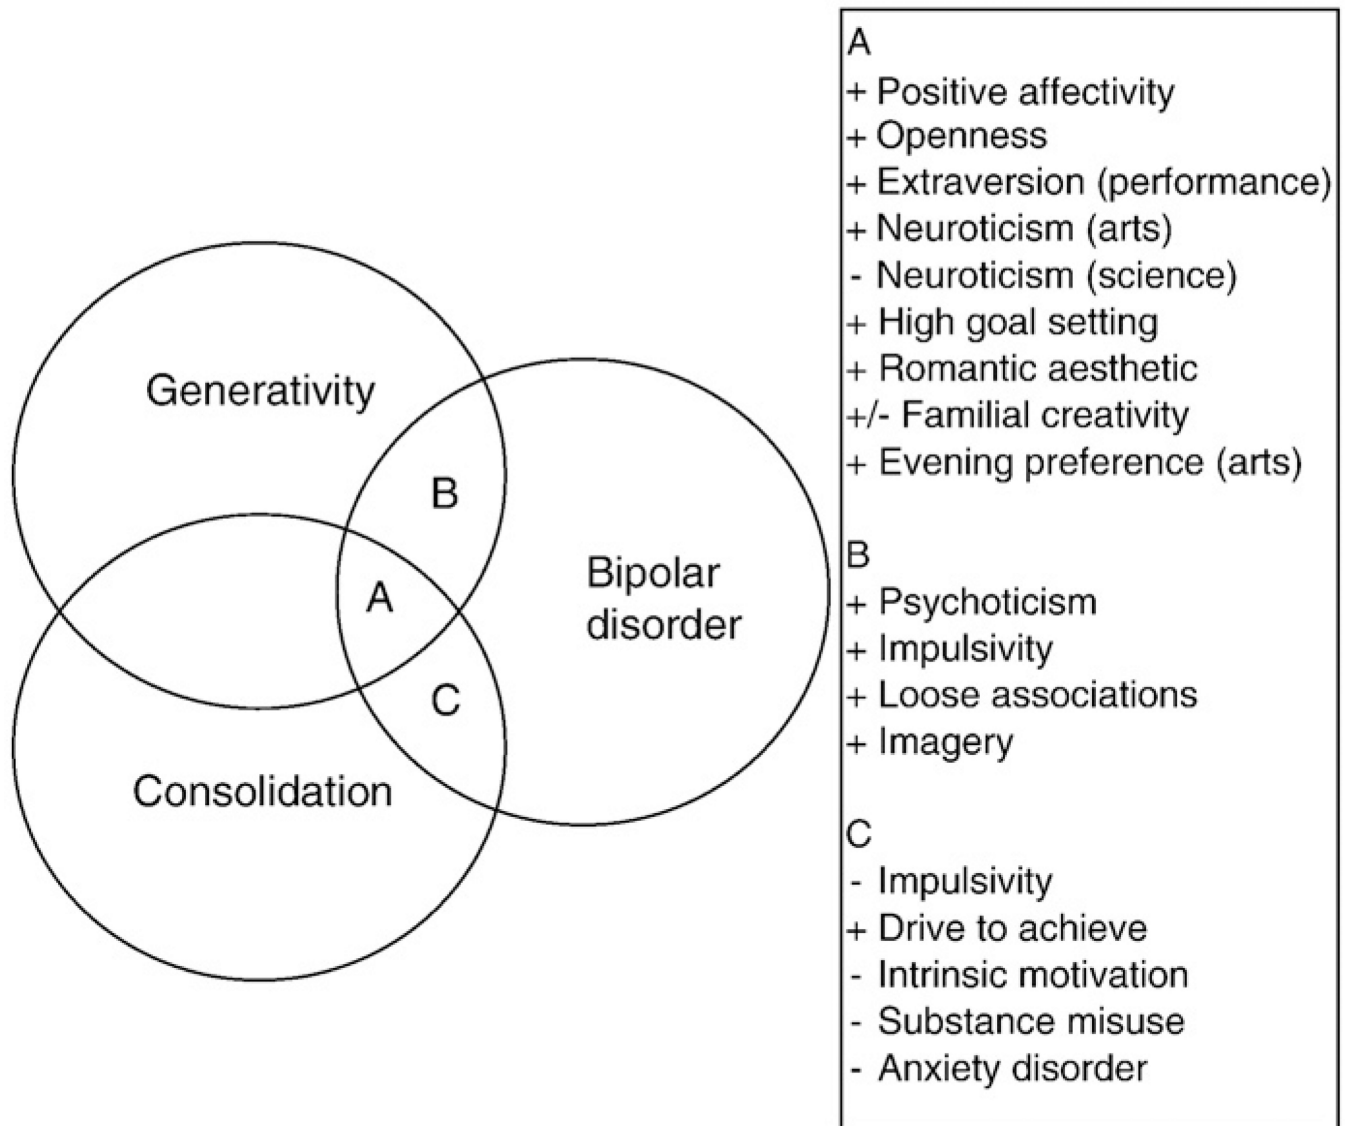 Generativity
B
A
C
Bipolar
disorder
Consolidation
A
+ Positive affectivity
+ Openness
+ Extraversion (performance)
+ Neuroticism (arts)
- Neuroticism (science)
+ High goal setting
+ Romantic aesthetic
+/- Familial creativity
+ Evening preference (arts)
B
+ Psychoticism
+ Impulsivity
+ Loose associations
+ Imagery
C
- Impulsivity
+ Drive to achieve
- Intrinsic motivation
- Substance misuse
- Anxiety disorder